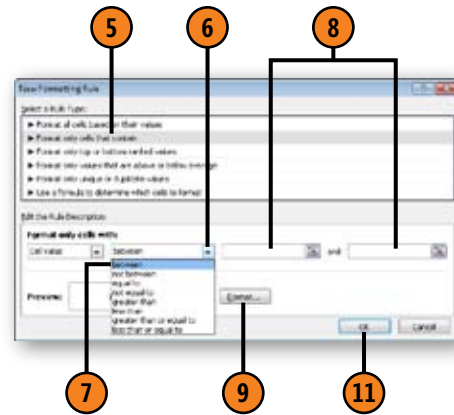 5
6
8
New Formatting Rule
Select a Rule Type:
► Format all cells based on their values
► Format only cells that contain
► Format only top or bottom ranked values
► Format only values that are above or below average
► Format only unique or duplicate values
► Use a formula to determine which cells to format
Edit the Rule Description:
Format only cells with:
Cell Value between and
between
not between
equal to
not equal to
greater than
less than
greater than or equal to
less than or equal to
Preview: Format...
OK Cancel
7
9
11